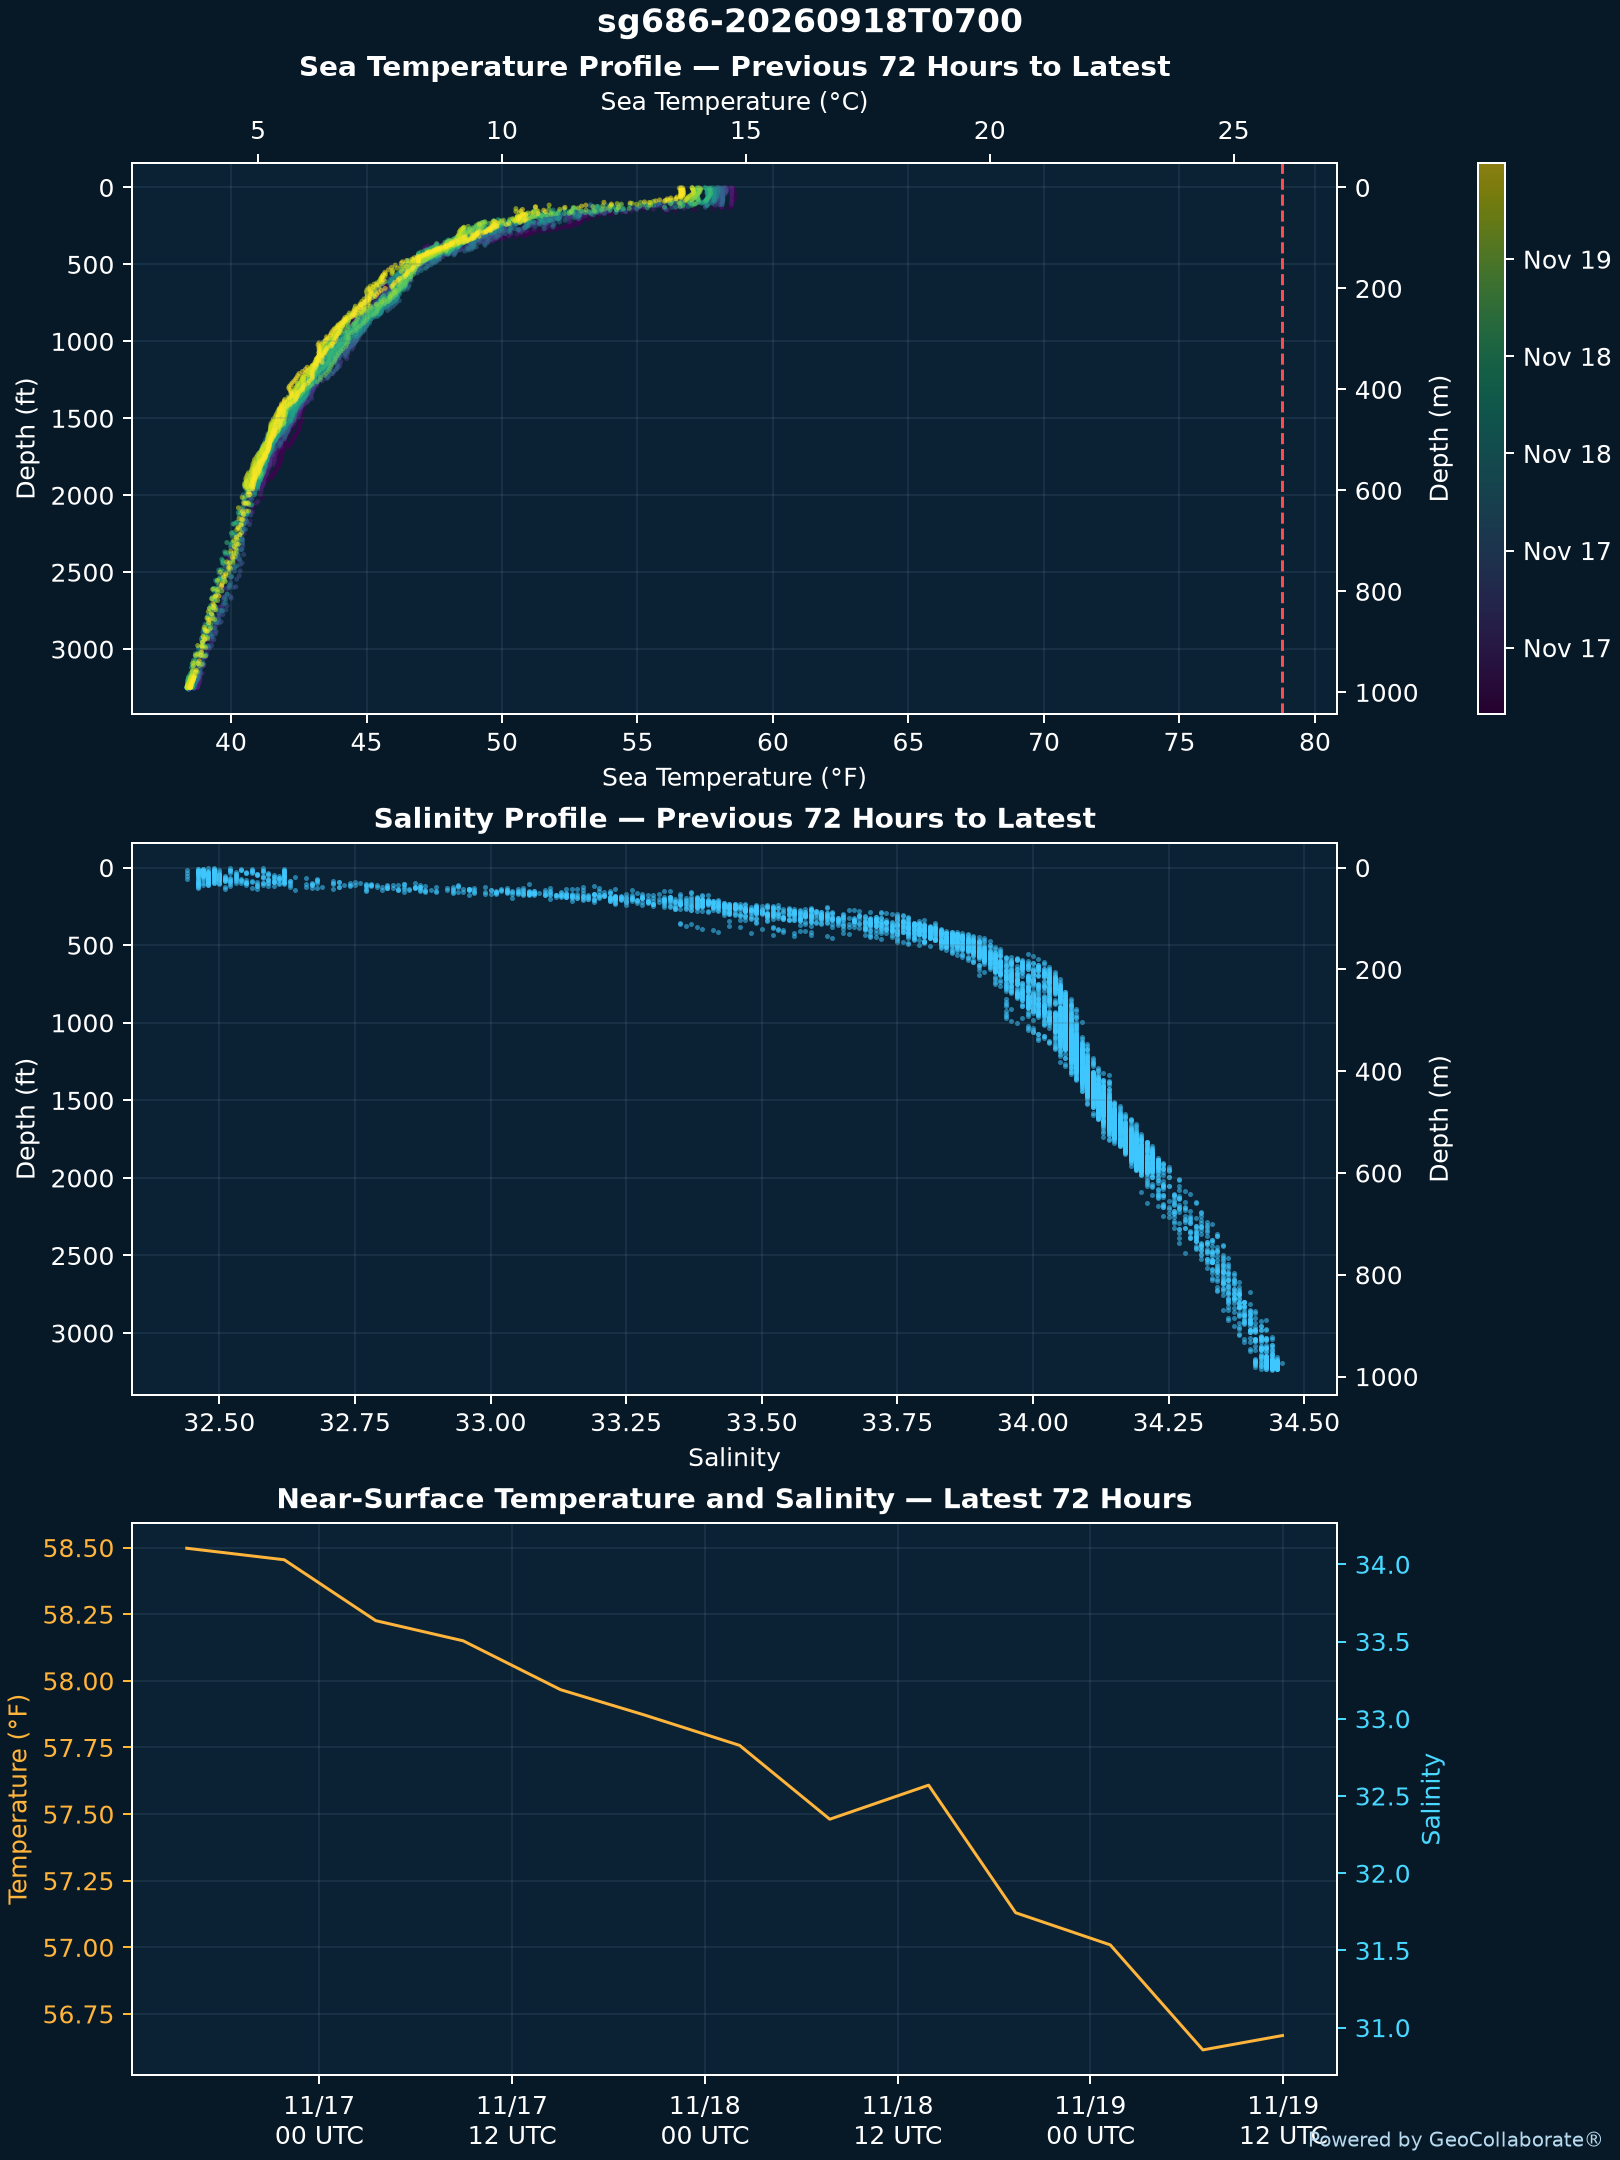 sg686-20260918T0700
Sea Temperature Profile — Previous 72 Hours to Latest
Sea Temperature (°C)
5 10 15 20 25
0
500
1000
1500
2000
2500
3000
Depth (ft)
0
200
400
600
800
1000
Depth (m)
Nov 19
Nov 18
Nov 18
Nov 17
Nov 17
40 45 50 55 60 65 70 75 80
Sea Temperature (°F)
Salinity Profile — Previous 72 Hours to Latest
0
500
1000
1500
2000
2500
3000
Depth (ft)
0
200
400
600
800
1000
Depth (m)
32.50 32.75 33.00 33.25 33.50 33.75 34.00 34.25 34.50
Salinity
Near-Surface Temperature and Salinity — Latest 72 Hours
58.50
58.25
58.00
57.75
57.50
57.25
57.00
56.75
Temperature (°F)
34.0
33.5
33.0
32.5
32.0
31.5
31.0
Salinity
11/17 11/17 11/18 11/18 11/19 11/19
00 UTC 12 UTC 00 UTC 12 UTC 00 UTC 12 UTC
Powered by GeoCollaborate®